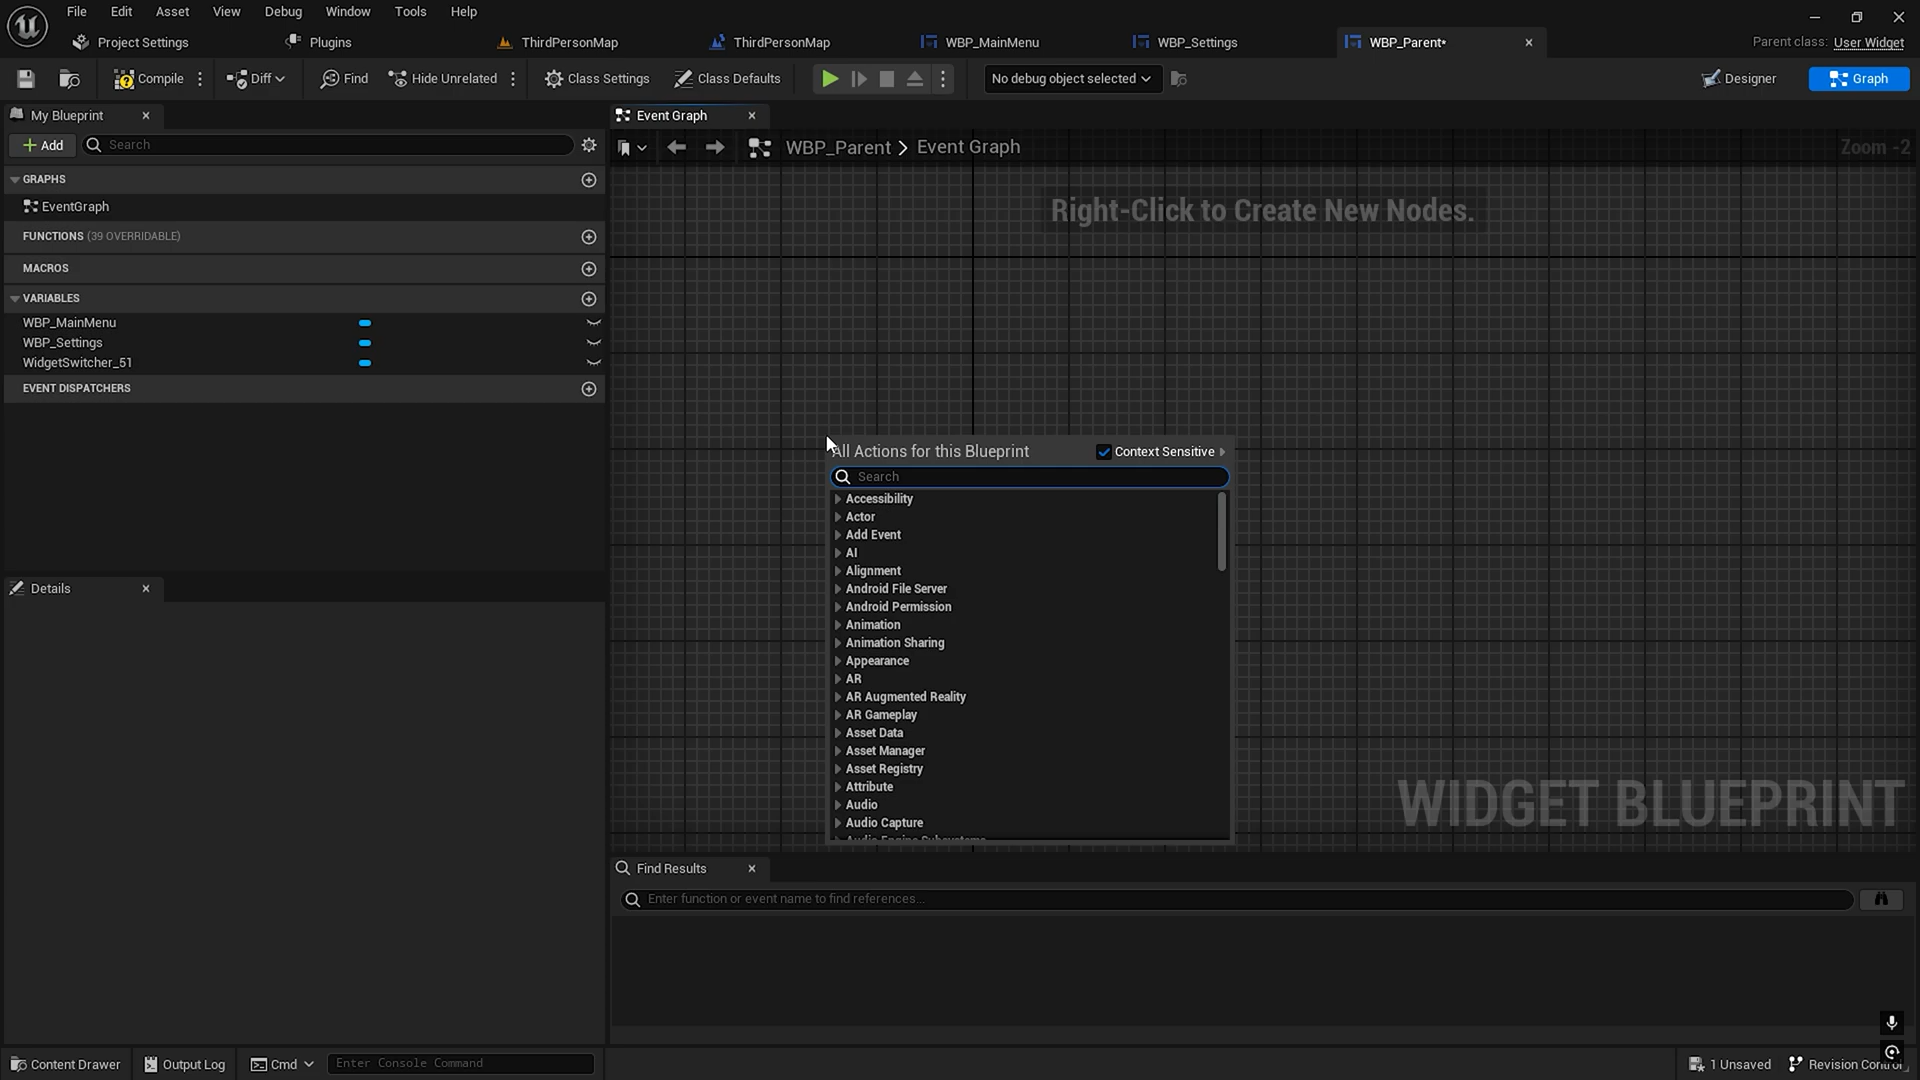 File Edit Asset View Debug Window Tools Help
Project Settings Plugins ThirdPersonMap ThirdPersonMap WBP_MainMenu WBP_Settings WBP_Parent* Parent class: User Widget
Compile Diff Find Hide Unrelated Class Settings Class Defaults No debug object selected Designer Graph
My Blueprint
Event Graph
Add Search
WBP_Parent > Event Graph Zoom -2
GRAPHS
EventGraph
Right-Click to Create New Nodes.
FUNCTIONS (39 OVERRIDABLE)
MACROS
VARIABLES
WBP_MainMenu
WBP_Settings
WidgetSwitcher_51
EVENT DISPATCHERS
All Actions for this Blueprint Context Sensitive
Search
Accessibility
Actor
Add Event
AI
Alignment
Android File Server
Android Permission
Animation
Animation Sharing
Appearance
AR
AR Augmented Reality
AR Gameplay
Asset Data
Asset Manager
Asset Registry
Attribute
Audio
Audio Capture
Audio Engine Subsystems
Details
WIDGET BLUEPRINT
Find Results
Enter function or event name to find references...
Content Drawer Output Log Cmd Enter Console Command 1 Unsaved Revision Control